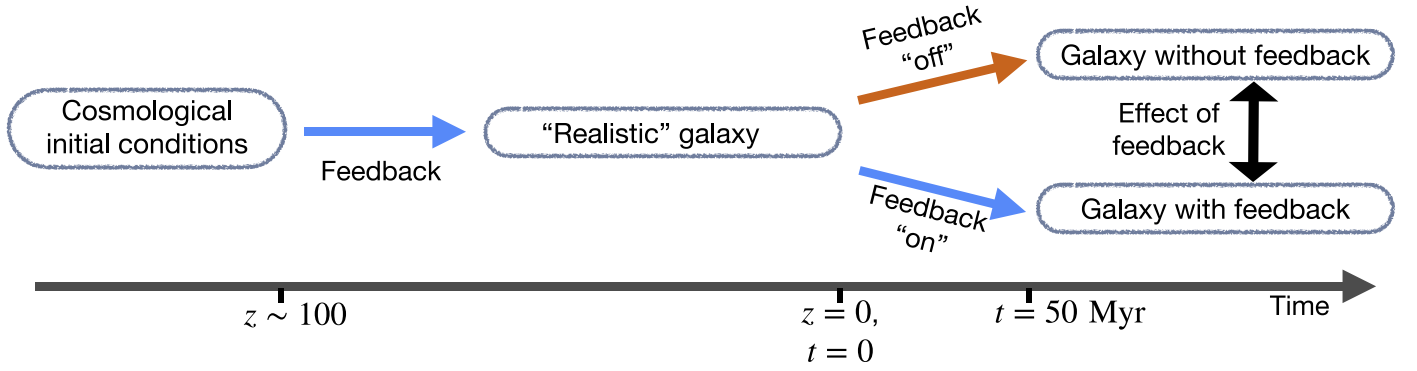 Cosmological
initial conditions
Feedback
“Realistic” galaxy
Feedback
“off”
Feedback
“on”
Galaxy without feedback
Effect of
feedback
Galaxy with feedback
z ∼ 100
z = 0,
t = 0
t = 50 Myr
Time